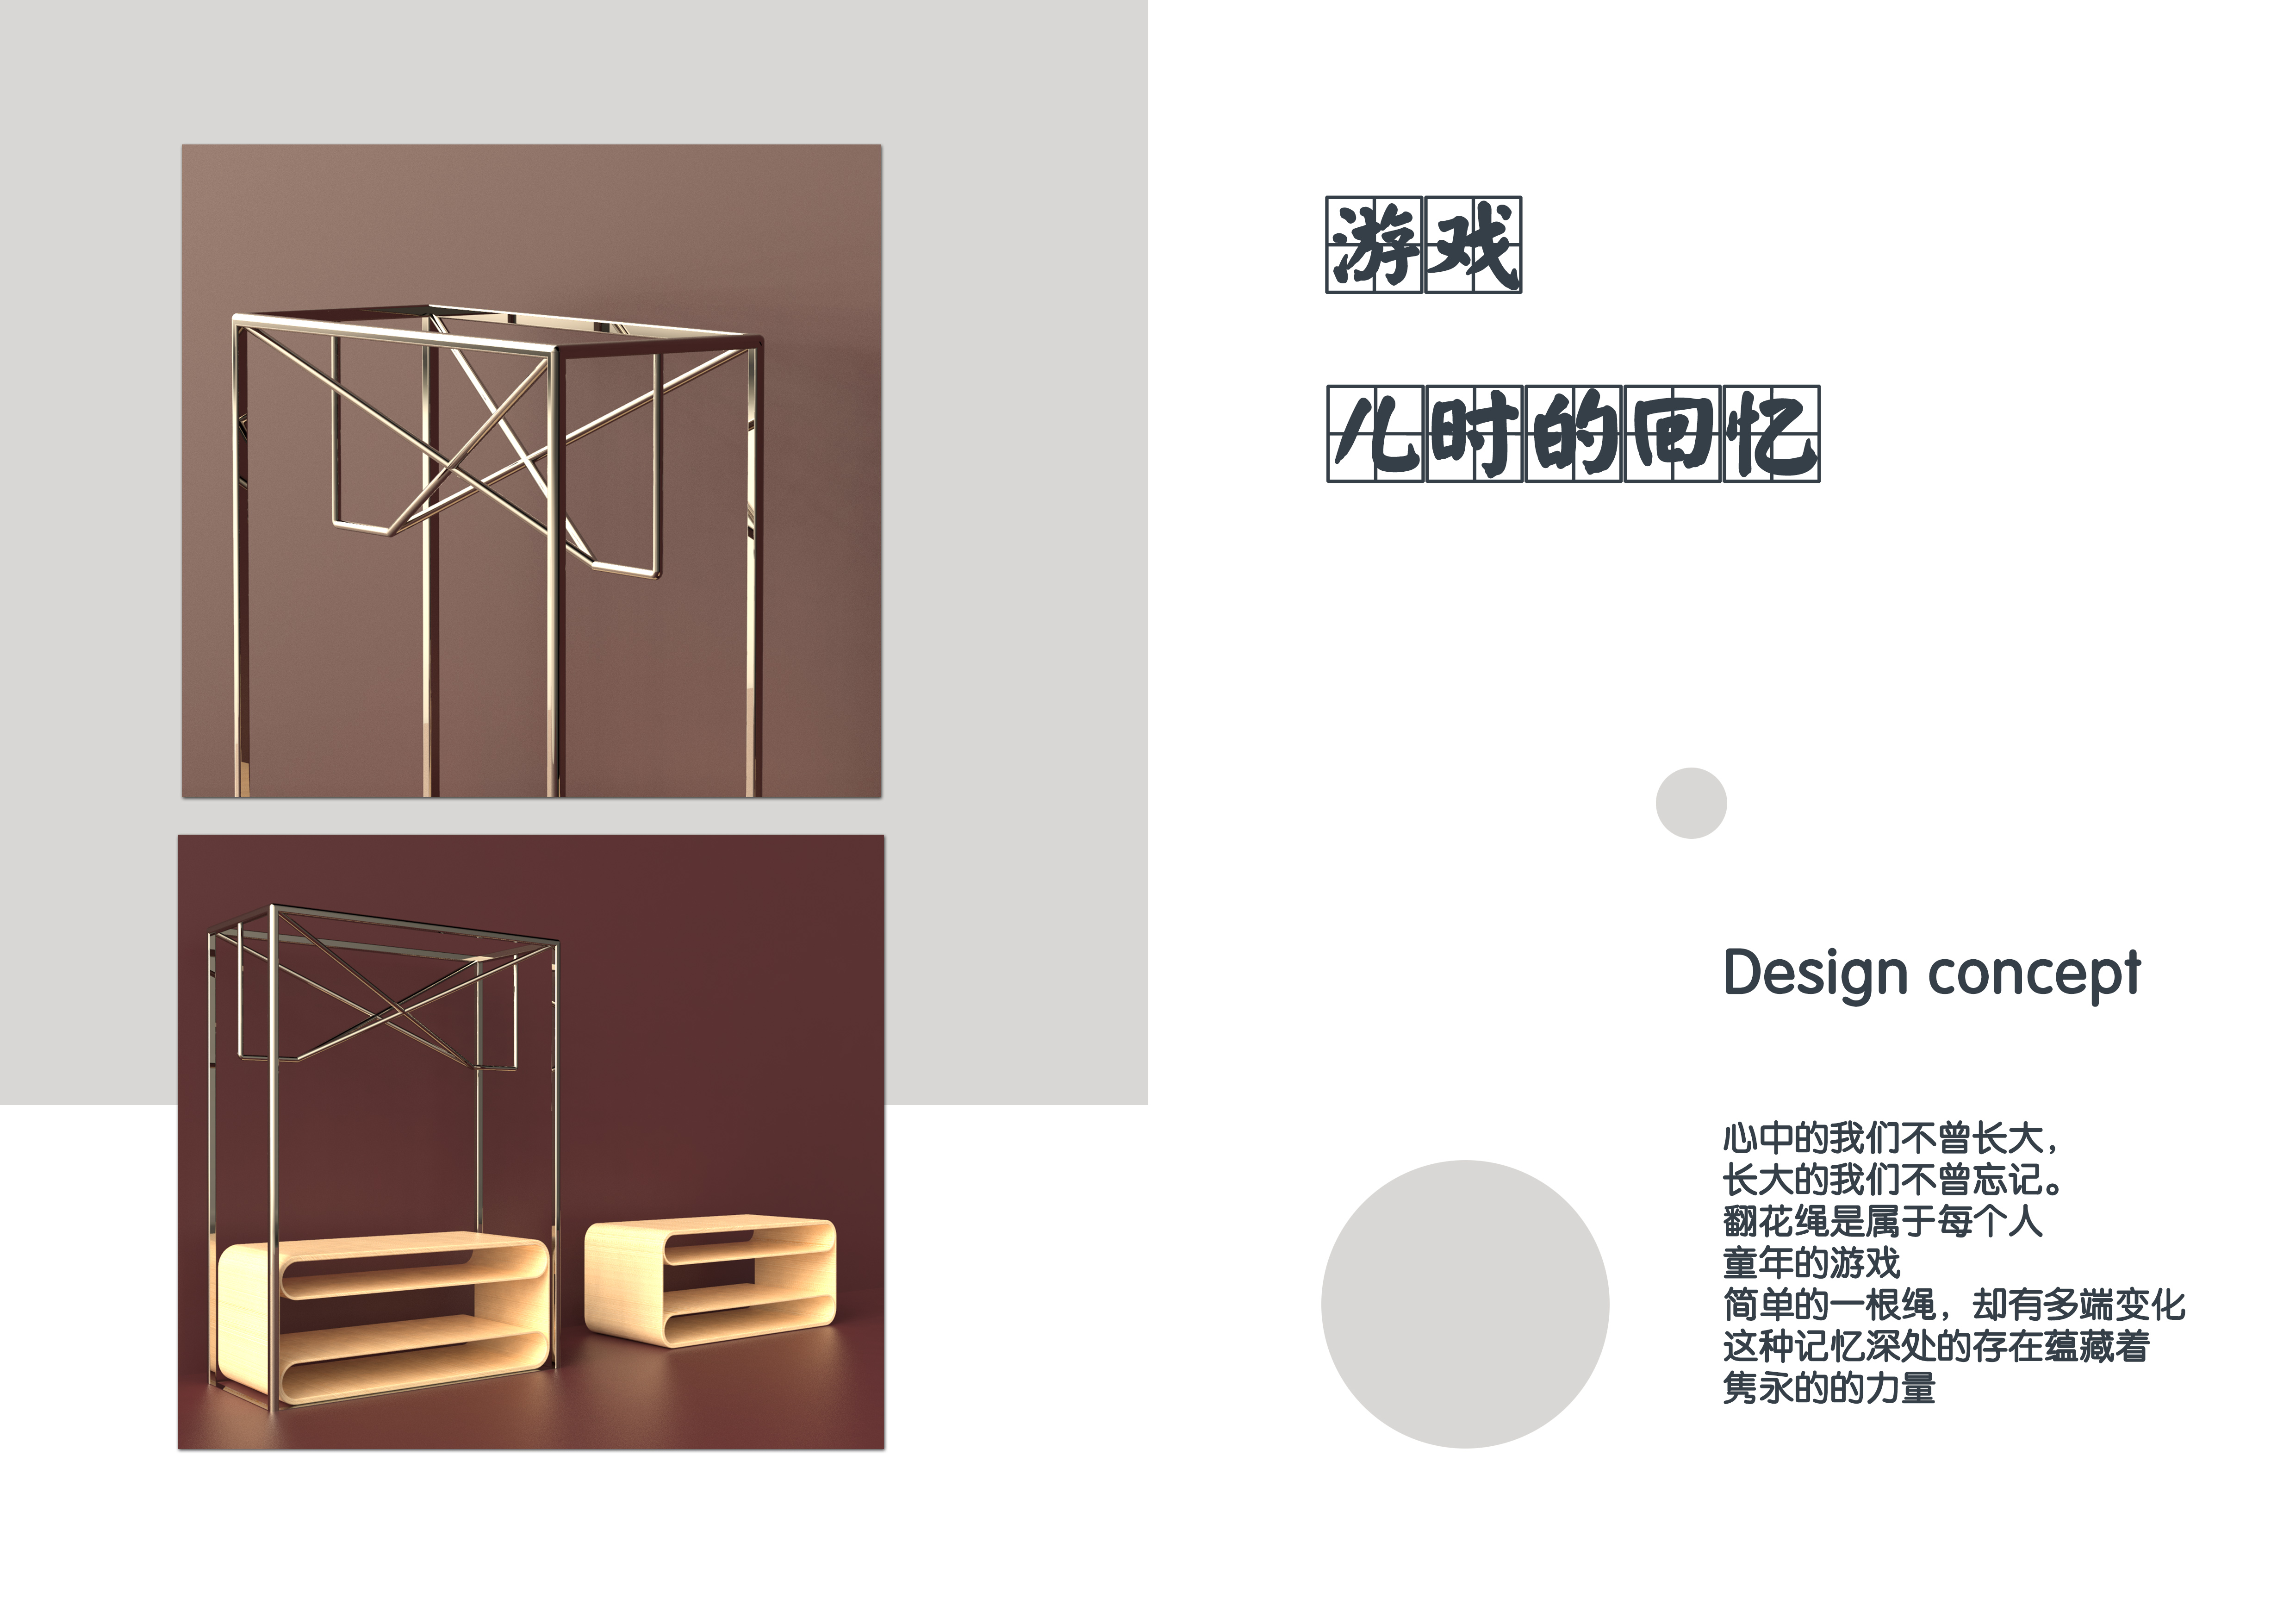 游戏
儿时的回忆
Design concept
心中的我们不曾长大，
长大的我们不曾忘记。
翻花绳是属于每个人
童年的游戏
简单的一根绳，却有多端变化
这种记忆深处的存在蕴藏着
隽永的的力量